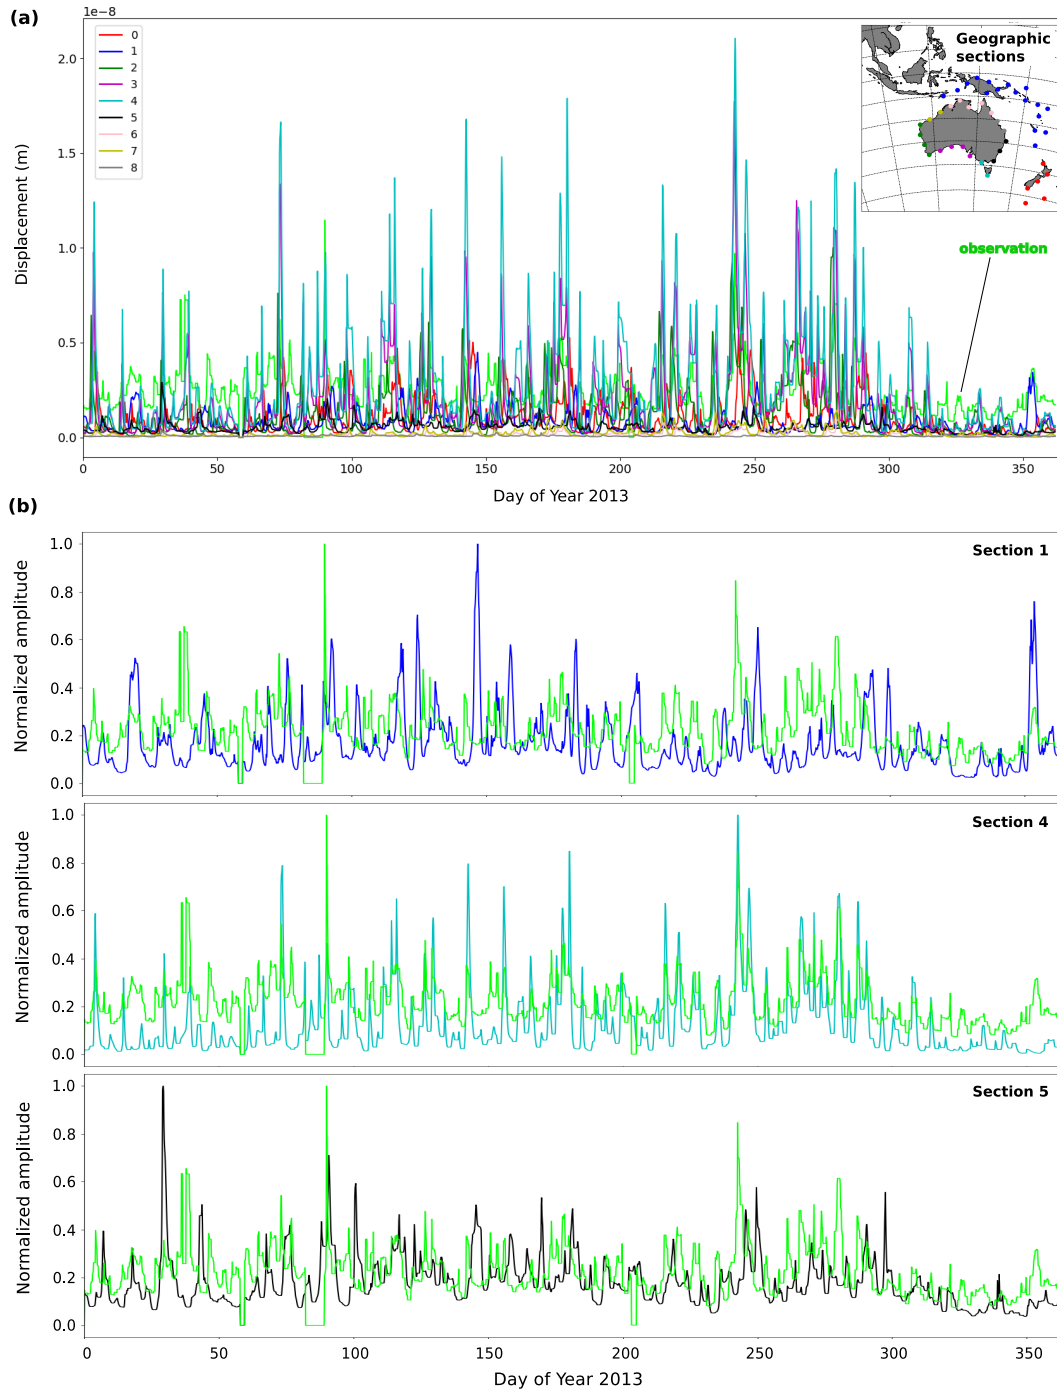 (a)
1e−8
0
1
2
3
4
5
6
7
8
Geographic
sections
observation
2.0
1.5
1.0
0.5
0.0
Displacement (m)
0 50 100 150 200 250 300 350
Day of Year 2013
(b)
Section 1
1.0
0.8
0.6
0.4
0.2
0.0
Normalized amplitude
Section 4
1.0
0.8
0.6
0.4
0.2
0.0
Normalized amplitude
Section 5
1.0
0.8
0.6
0.4
0.2
0.0
Normalized amplitude
0 50 100 150 200 250 300 350
Day of Year 2013